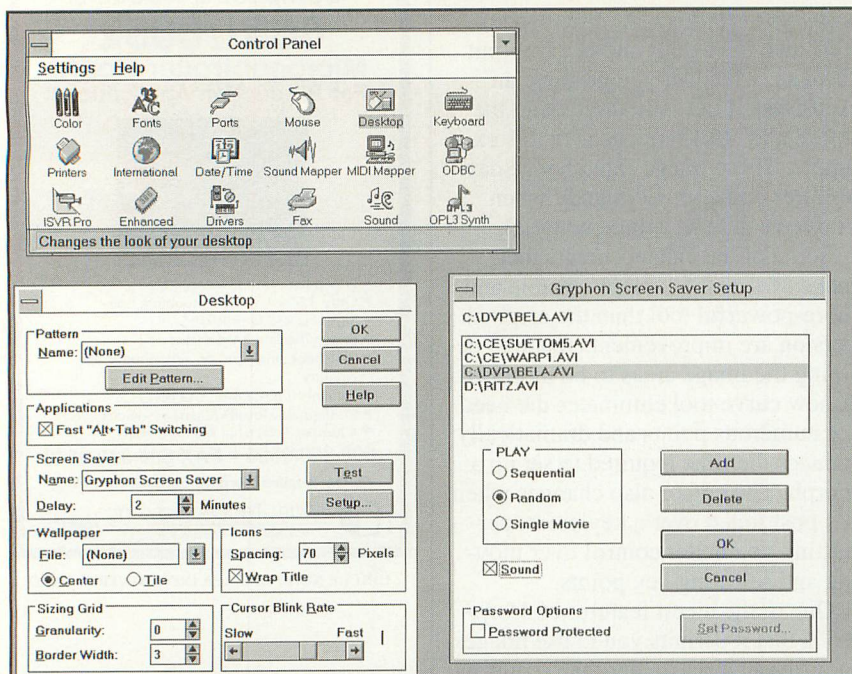 Control Panel
Settings Help
Color Fonts Ports Mouse Desktop Keyboard
Printers International Date/Time Sound Mapper MIDI Mapper ODBC
ISVR Pro Enhanced Drivers Fax Sound OPL3 Synth
Changes the look of your desktop
Desktop
Pattern
Name: (None)
Edit Pattern...
OK
Cancel
Help
Applications
Fast "Alt+Tab" Switching
Screen Saver
Name: Gryphon Screen Saver
Delay: 2 Minutes
Test
Setup...
Wallpaper
File: (None)
Center Tile
Icons
Spacing: 70 Pixels
Wrap Title
Sizing Grid
Granularity: 0
Border Width: 3
Cursor Blink Rate
Slow Fast
Gryphon Screen Saver Setup
C:\DVP\BELA.AVI
C:\CE\SUETOM5.AVI
C:\CE\WARP1.AVI
C:\DVP\BELA.AVI
D:\RITZ.AVI
PLAY
Sequential
Random
Single Movie
Sound
Add
Delete
OK
Cancel
Password Options
Password Protected
Set Password...